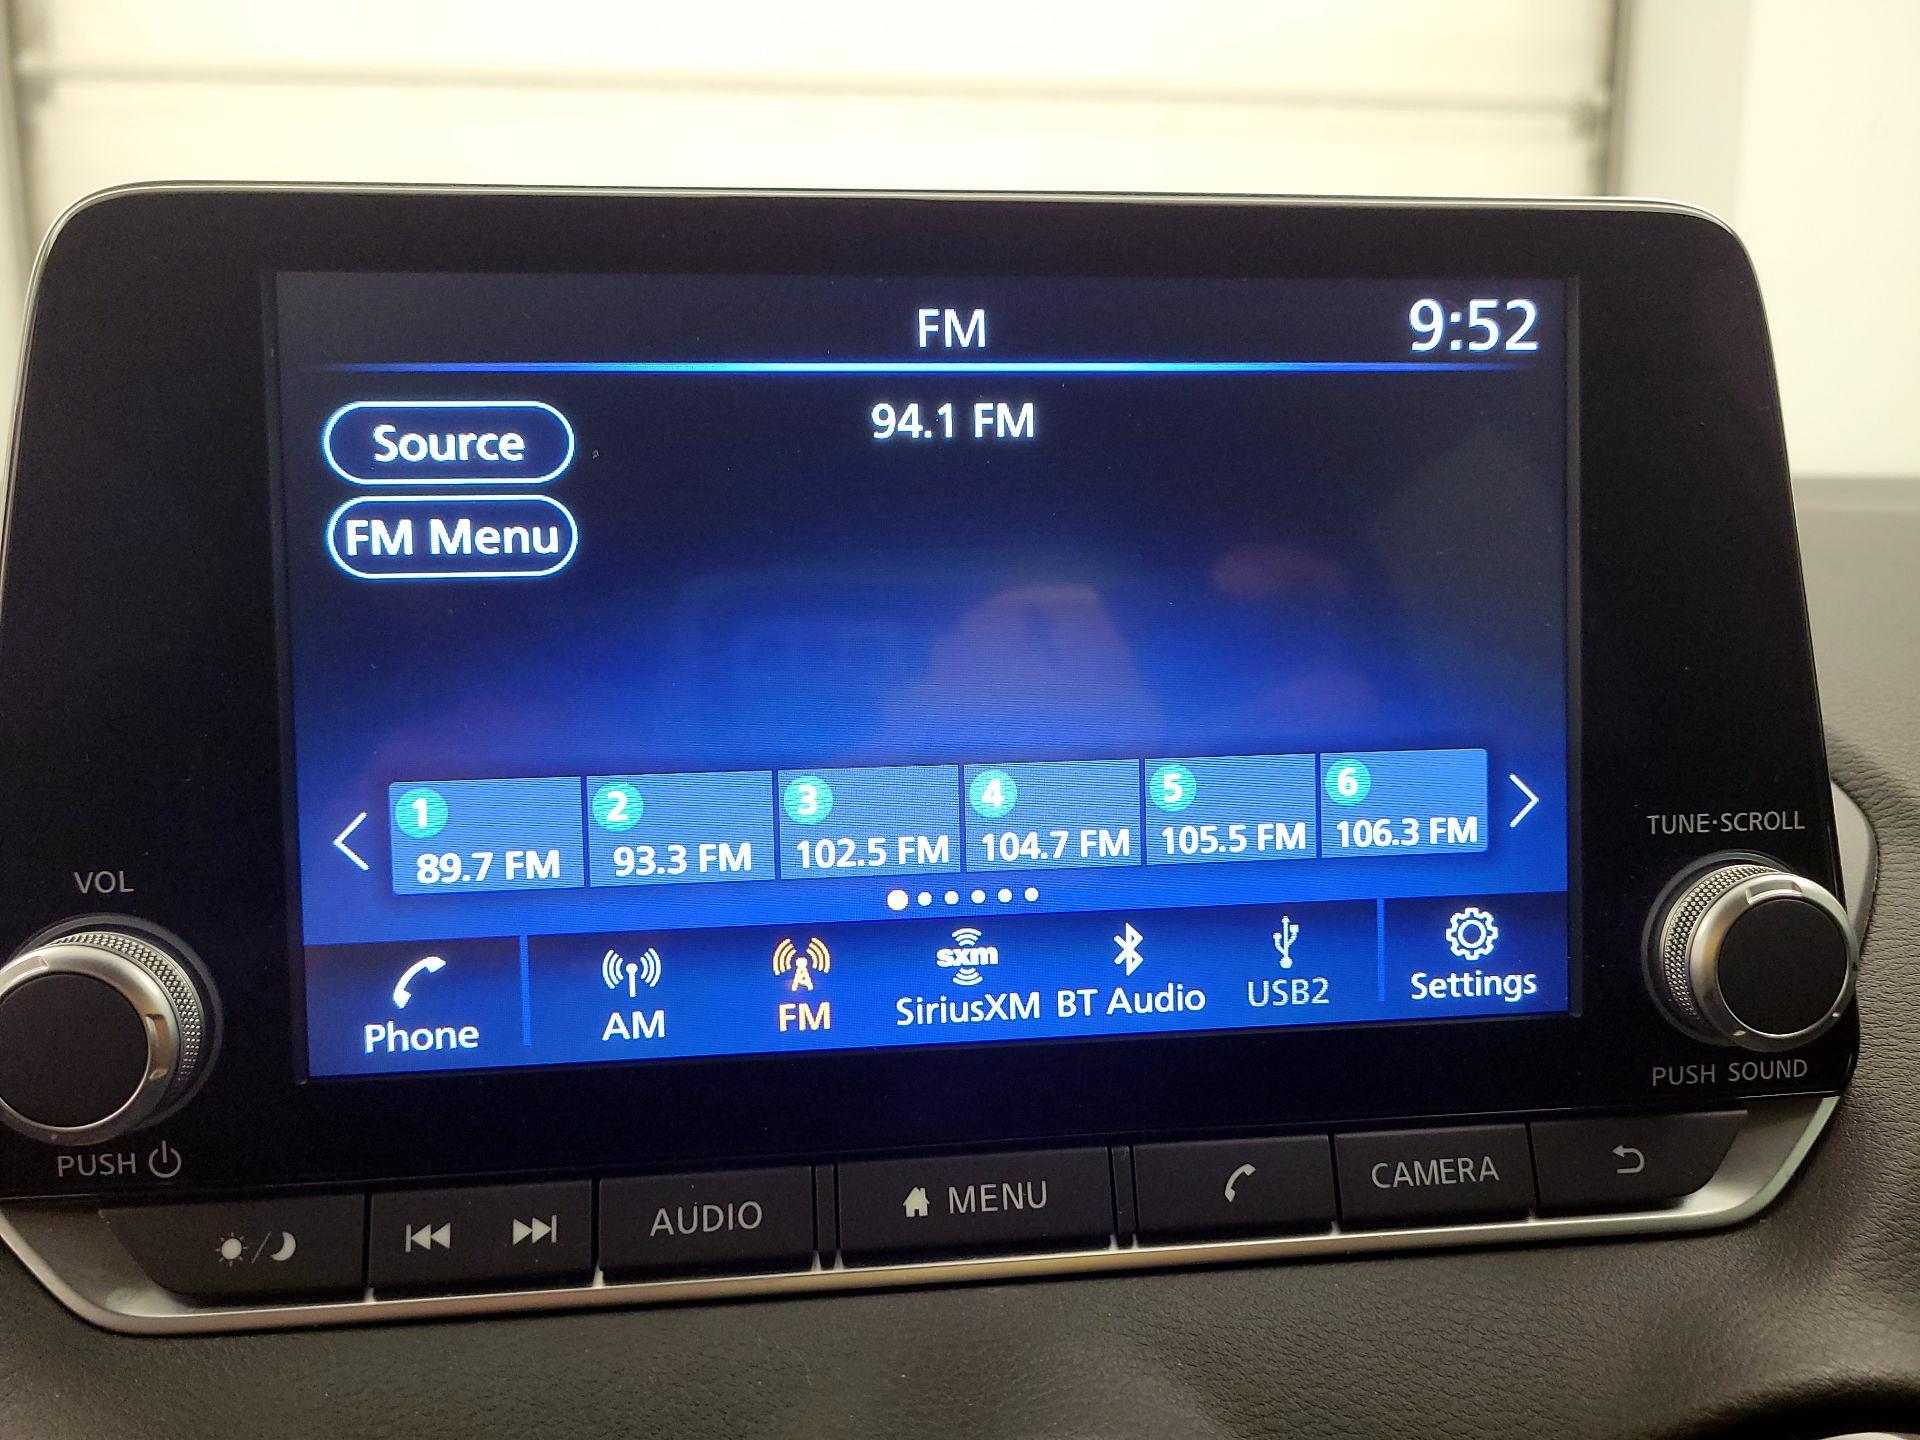 FM
9:52
94.1 FM
Source
FM Menu
1
89.7 FM
2
93.3 FM
3
102.5 FM
4
104.7 FM
5
105.5 FM
6
106.3 FM
Phone
AM
FM
sxm
SiriusXM
BT Audio
USB2
Settings
VOL
PUSH
TUNE·SCROLL
PUSH SOUND
AUDIO
MENU
CAMERA